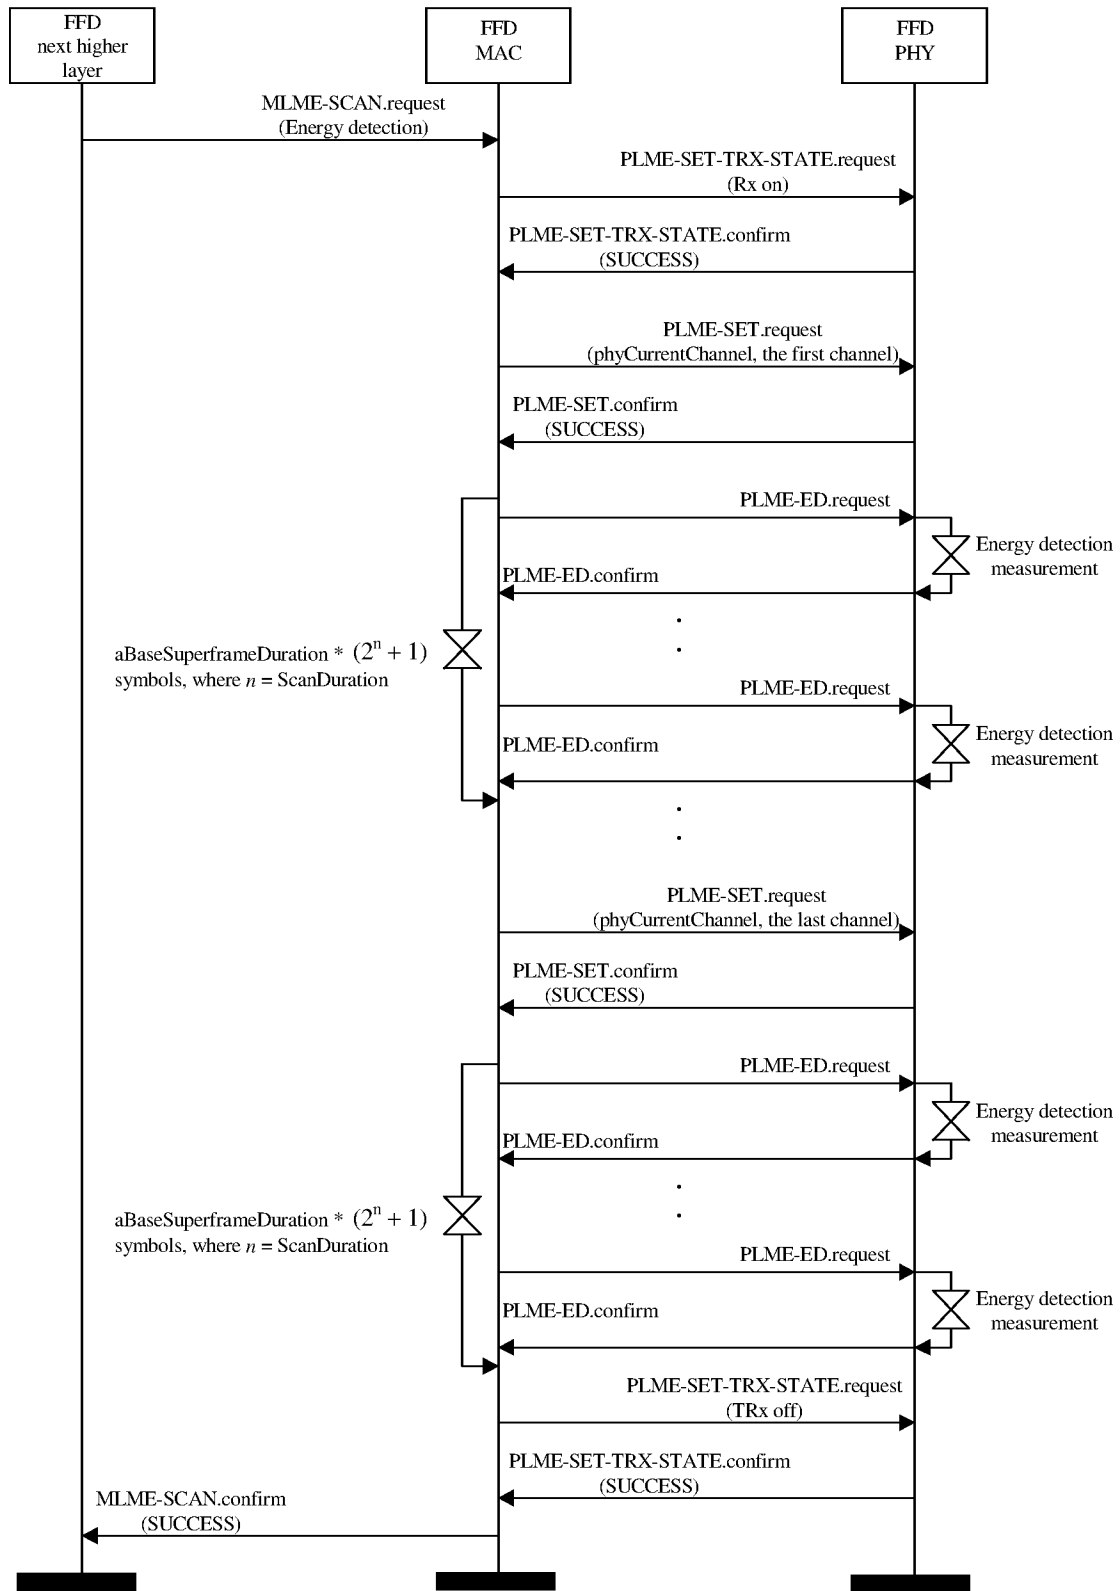 FFD
next higher
layer
FFD
MAC
FFD
PHY
MLME-SCAN.request
(Energy detection)
PLME-SET-TRX-STATE.request
(Rx on)
PLME-SET-TRX-STATE.confirm
(SUCCESS)
PLME-SET.request
(phyCurrentChannel, the first channel)
PLME-SET.confirm
(SUCCESS)
PLME-ED.request
Energy detection
measurement
PLME-ED.confirm
aBaseSuperframeDuration * (2ⁿ + 1)
symbols, where n = ScanDuration
PLME-ED.request
Energy detection
measurement
PLME-ED.confirm
PLME-SET.request
(phyCurrentChannel, the last channel)
PLME-SET.confirm
(SUCCESS)
PLME-ED.request
Energy detection
measurement
PLME-ED.confirm
aBaseSuperframeDuration * (2ⁿ + 1)
symbols, where n = ScanDuration
PLME-ED.request
Energy detection
measurement
PLME-ED.confirm
PLME-SET-TRX-STATE.request
(TRx off)
PLME-SET-TRX-STATE.confirm
(SUCCESS)
MLME-SCAN.confirm
(SUCCESS)